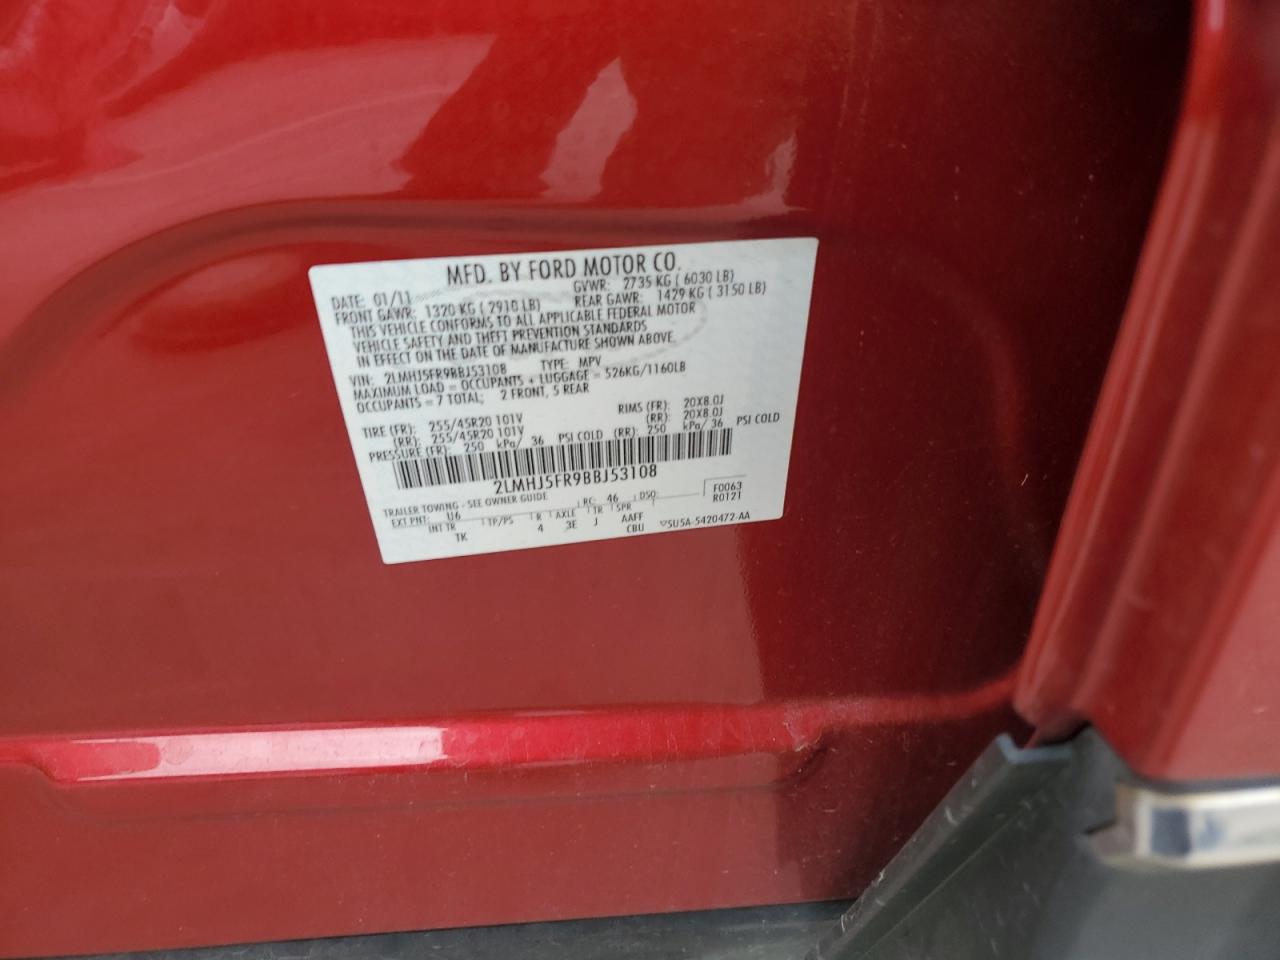 MFD. BY FORD MOTOR CO.
DATE: 01/11 GVWR: 2735 KG ( 6030 LB)
FRONT GAWR: 1320 KG ( 2910 LB) REAR GAWR: 1429 KG ( 3150 LB)
THIS VEHICLE CONFORMS TO ALL APPLICABLE FEDERAL MOTOR
VEHICLE SAFETY AND THEFT PREVENTION STANDARDS
IN EFFECT ON THE DATE OF MANUFACTURE SHOWN ABOVE.
VIN: 2LMHJ5FR9BBJ53108 TYPE: MPV
MAXIMUM LOAD = OCCUPANTS + LUGGAGE = 526KG/1160LB
OCCUPANTS = 7 TOTAL; 2 FRONT, 5 REAR
TIRE (FR): 255/45R20 101V RIMS (FR): 20X8.0J
(RR): 255/45R20 101V (RR): 20X8.0J
PRESSURE (FR): 250 kPa/ 36 PSI COLD (RR): 250 kPa/ 36 PSI COLD
2LMHJ5FR9BBJ53108
F0063
R0121
TRAILER TOWING - SEE OWNER GUIDE
EXT PNT: U6 RC: 46 DSO:
INT TR TP/PS R AXLE TR SPR
TK 4 3E J AAFF
CBU
▽5U5A-5420472-AA